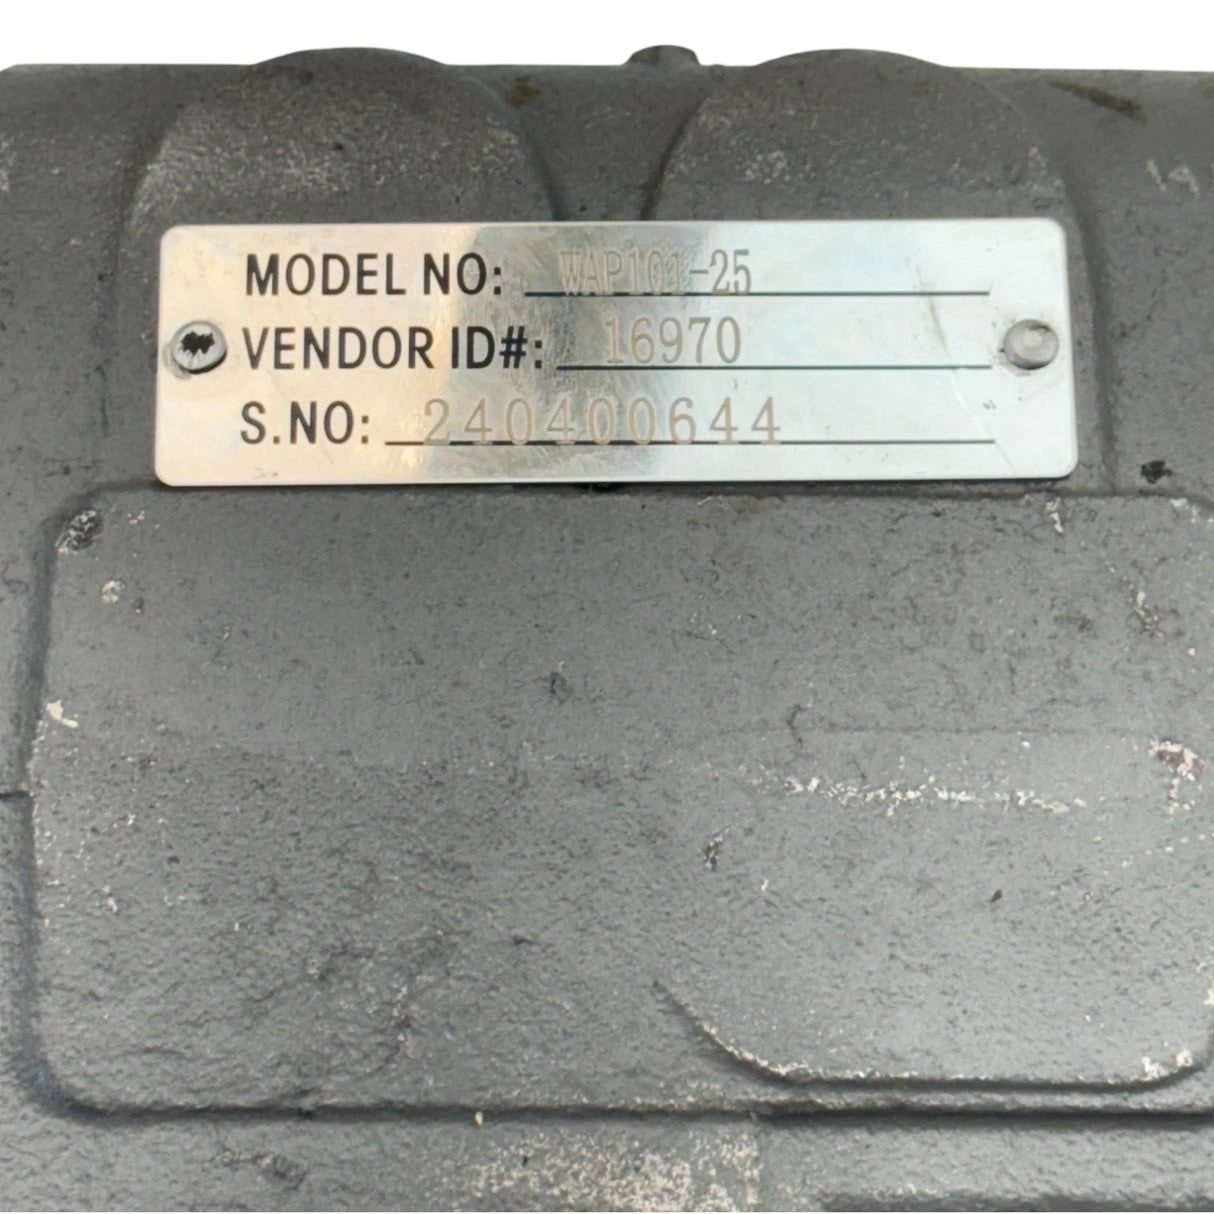 MODEL NO: WAP101-25
VENDOR ID#: 16970
S.NO: 240400644